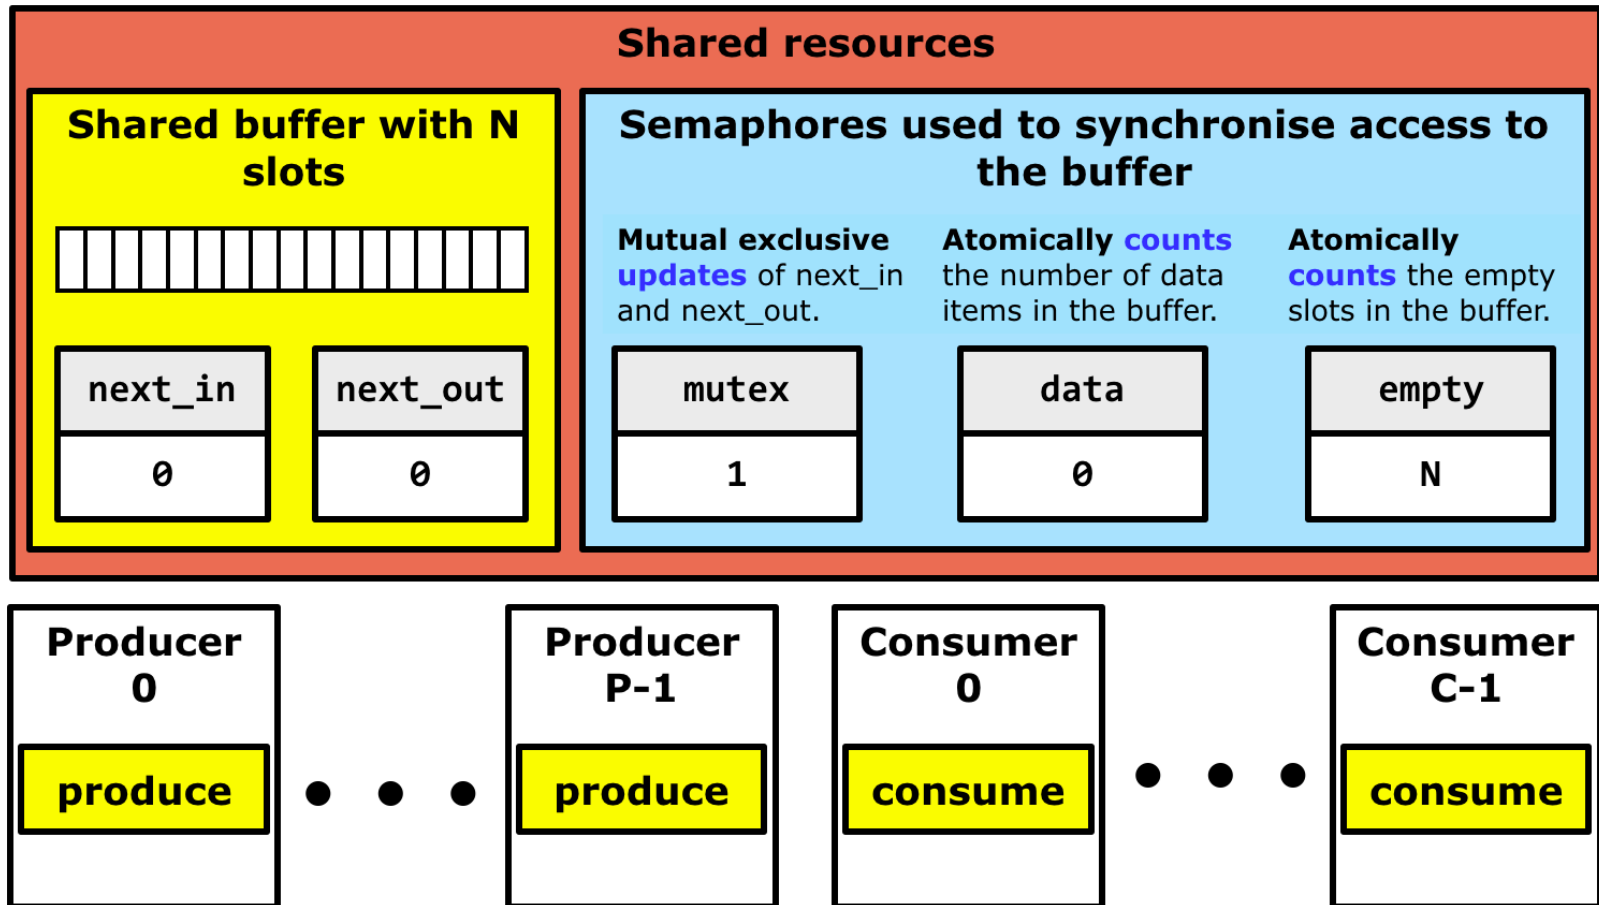 Shared resources
Shared buffer with N
slots
Semaphores used to synchronise access to
the buffer
Mutual exclusive
updates of next_in
and next_out.
Atomically counts
the number of data
items in the buffer.
Atomically
counts the empty
slots in the buffer.
next_in
0
next_out
0
mutex
1
data
0
empty
N
Producer
0
produce
Producer
P-1
produce
Consumer
0
consume
Consumer
C-1
consume